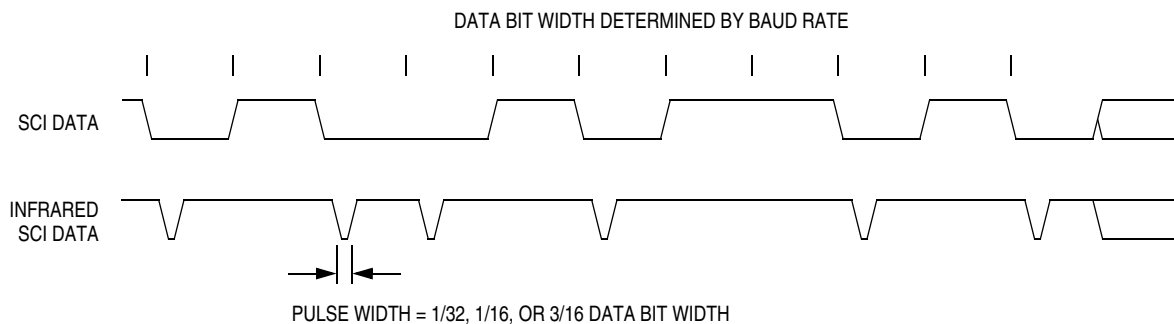 DATA BIT WIDTH DETERMINED BY BAUD RATE
SCI DATA
INFRARED
SCI DATA
PULSE WIDTH = 1/32, 1/16, OR 3/16 DATA BIT WIDTH